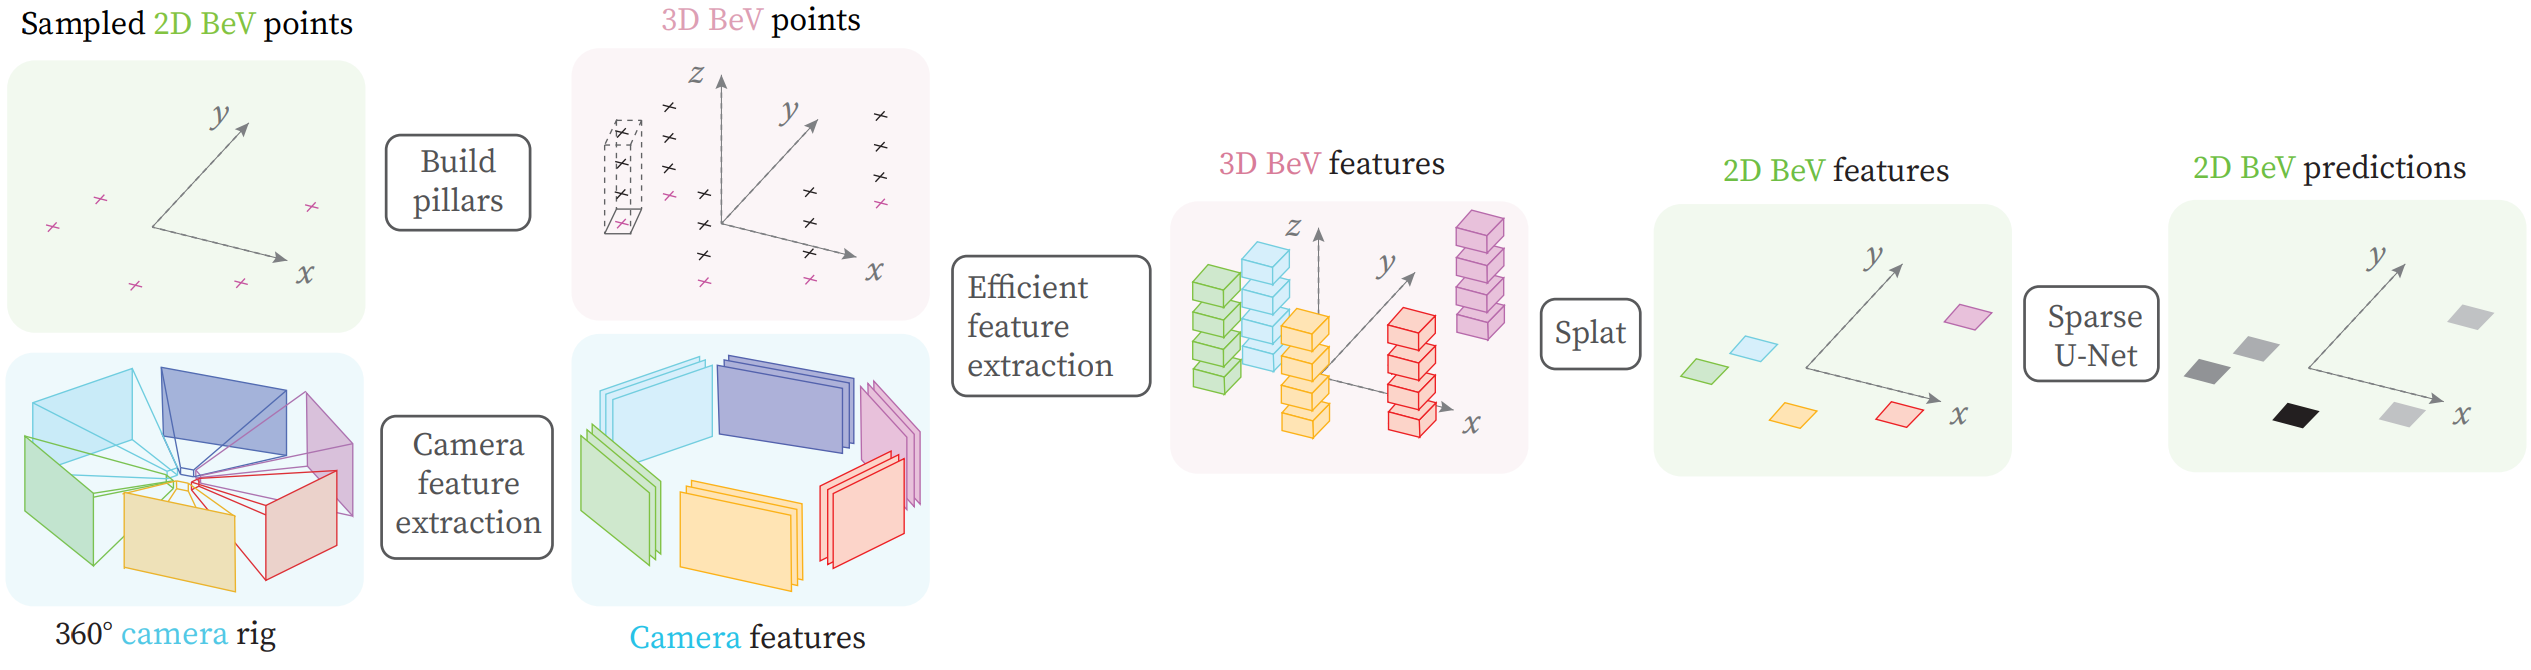 Sampled 2D BeV points
y
x
Build
pillars
3D BeV points
z
y
x
360° camera rig
Camera
feature
extraction
Camera features
Efficient
feature
extraction
3D BeV features
z
y
x
Splat
2D BeV features
y
x
Sparse
U-Net
2D BeV predictions
y
x